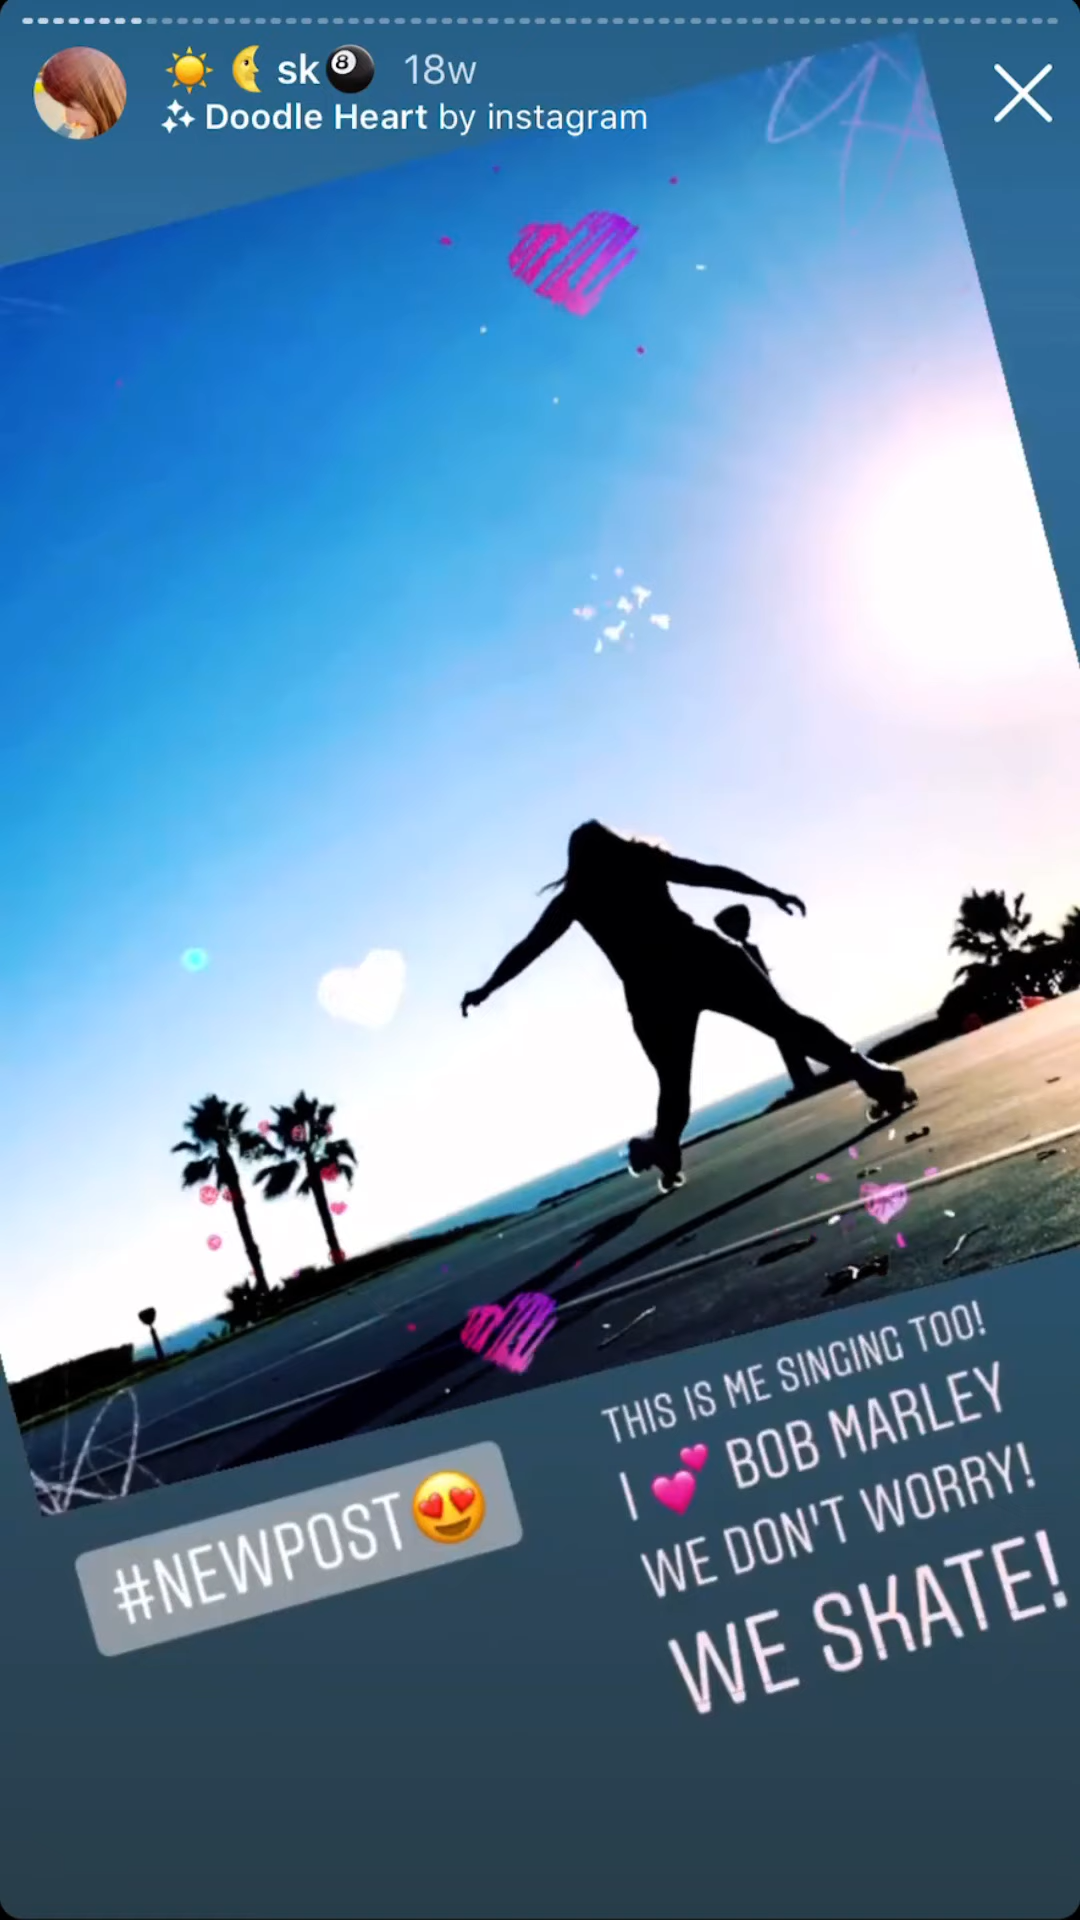 ☀️🌜sk🎱 18w
Doodle Heart by instagram
THIS IS ME SINGING TOO!
I 💕 BOB MARLEY
WE DON'T WORRY!
WE SKATE!
#NEWPOST😍